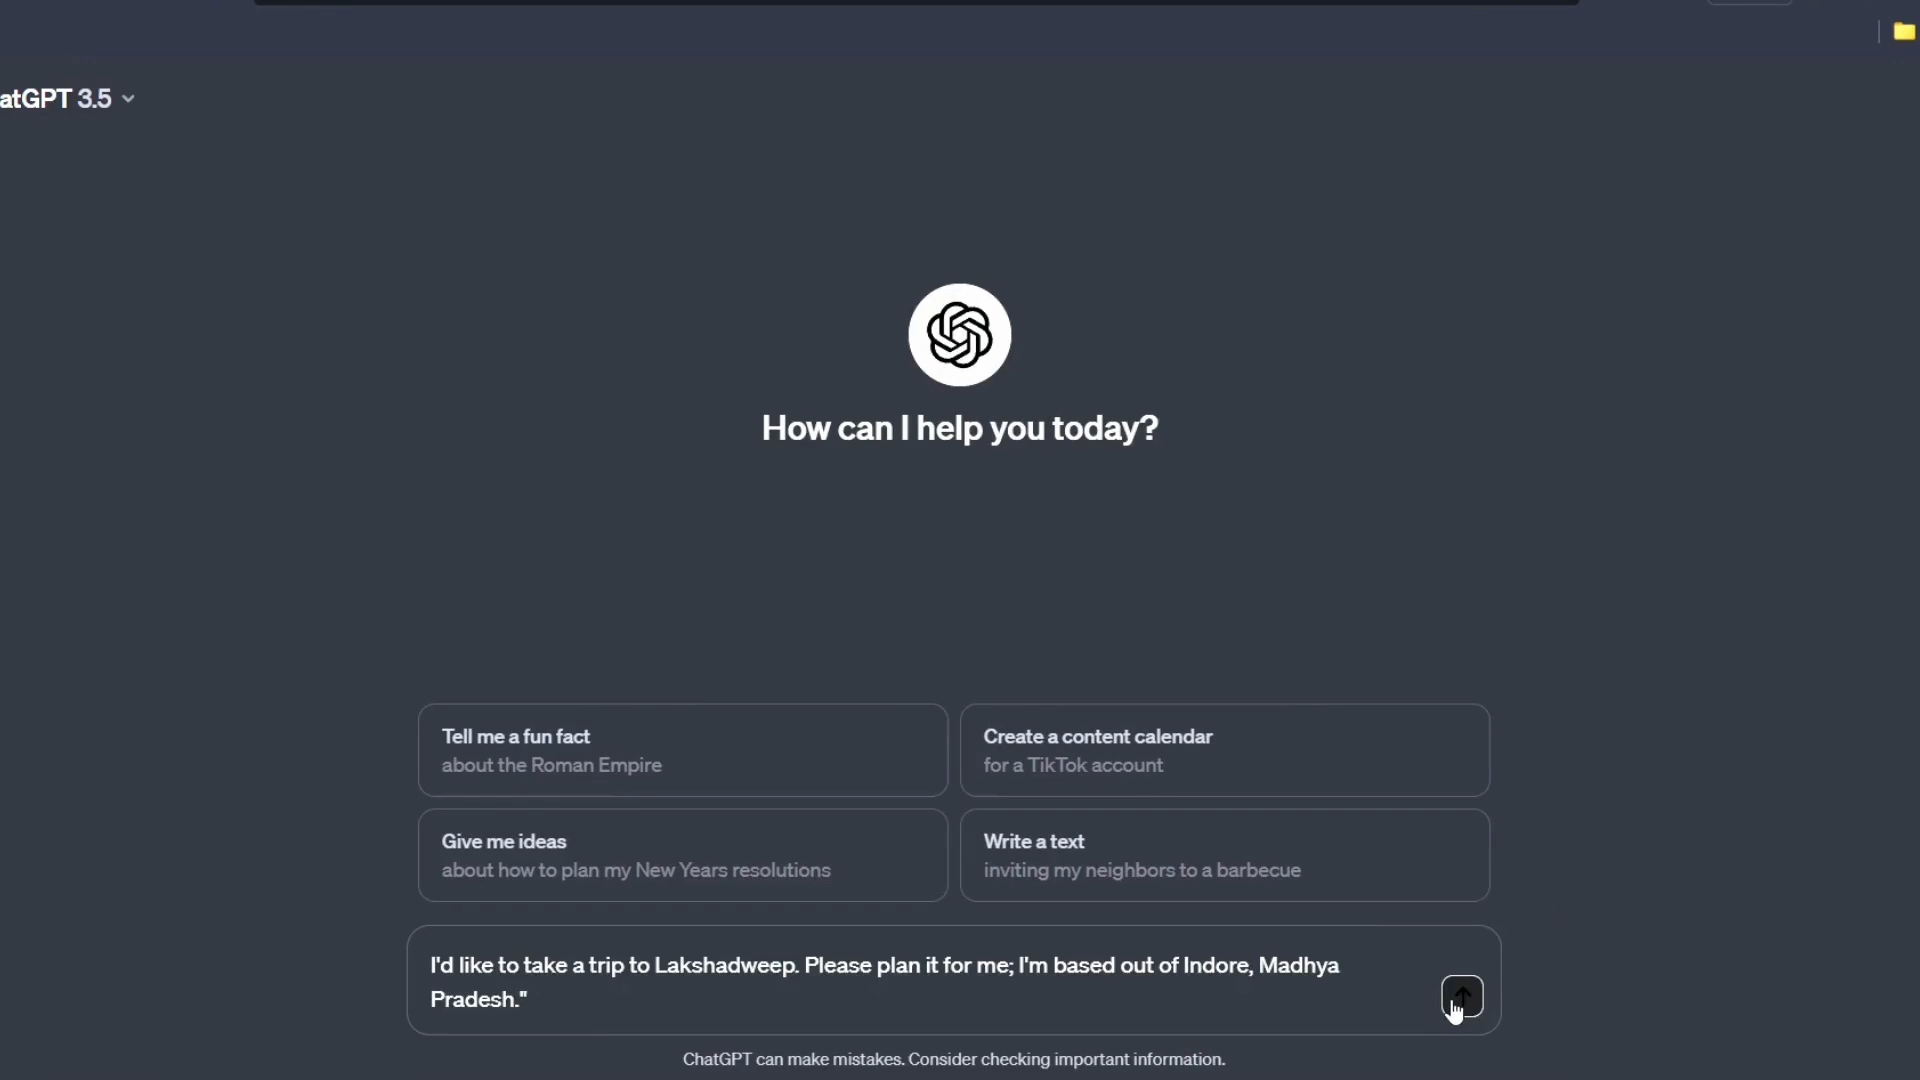 atGPT 3.5
How can I help you today?
Tell me a fun fact
about the Roman Empire
Create a content calendar
for a TikTok account
Give me ideas
about how to plan my New Years resolutions
Write a text
inviting my neighbors to a barbecue
I'd like to take a trip to Lakshadweep. Please plan it for me; I'm based out of Indore, Madhya
Pradesh."
ChatGPT can make mistakes. Consider checking important information.